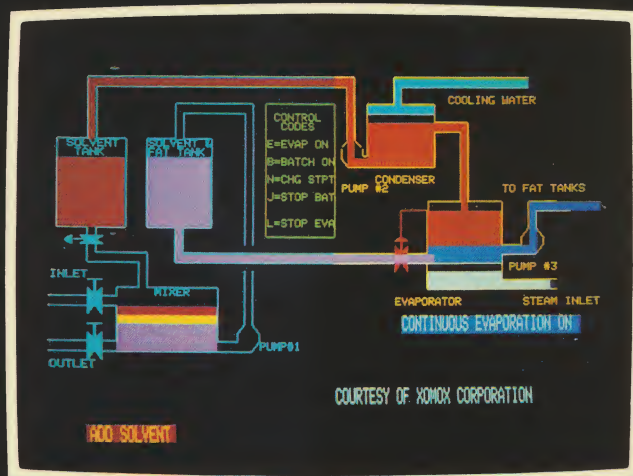 COOLING WATER
SOLVENT
TANK
SOLVENT &
FAT TANK
CONTROL
CODES
E=EVAP ON
B=BATCH ON
N=CHG STPT
J=STOP BAT
L=STOP EVA
CONDENSER
PUMP #2
TO FAT TANKS
INLET
MIXER
PUMP #3
EVAPORATOR
STEAM INLET
CONTINUOUS EVAPORATION ON
PUMP#1
OUTLET
COURTESY OF XOMOX CORPORATION
ADD SOLVENT